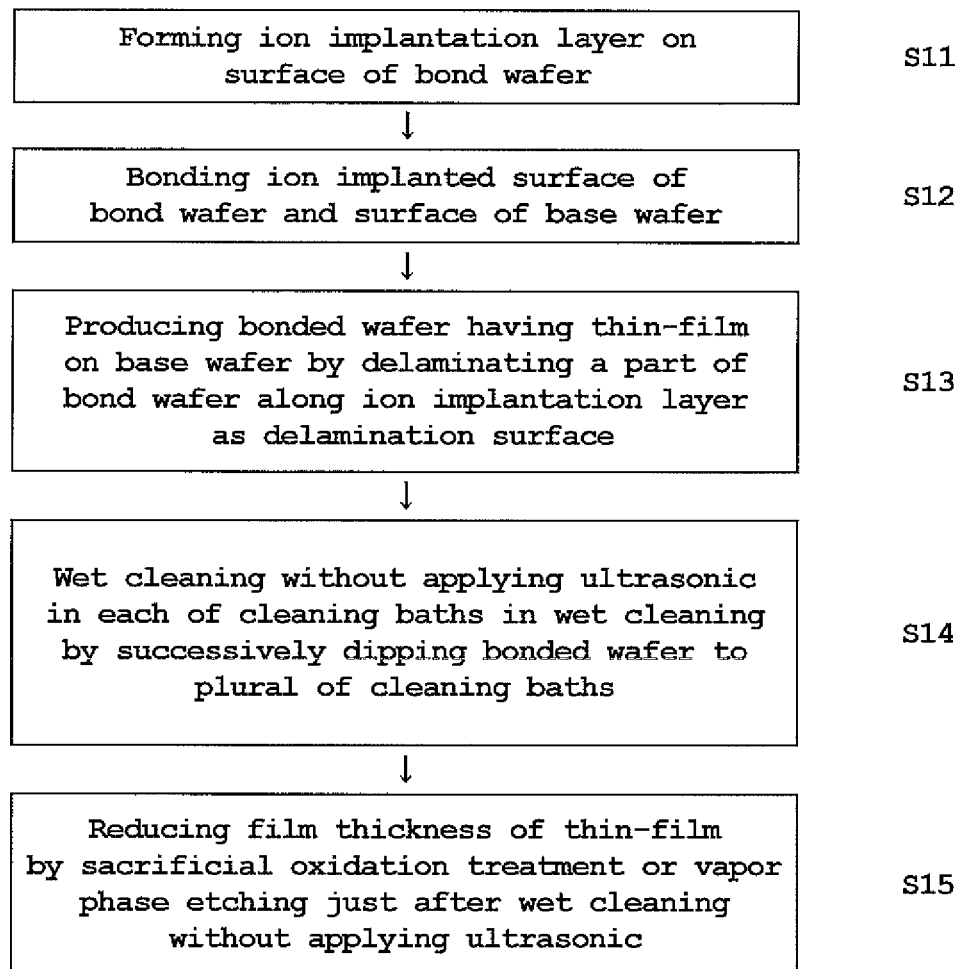 Forming ion implantation layer on
surface of bond wafer
S11
↓
Bonding ion implanted surface of
bond wafer and surface of base wafer
S12
↓
Producing bonded wafer having thin-film
on base wafer by delaminating a part of
bond wafer along ion implantation layer
as delamination surface
S13
↓
Wet cleaning without applying ultrasonic
in each of cleaning baths in wet cleaning
by successively dipping bonded wafer to
plural of cleaning baths
S14
↓
Reducing film thickness of thin-film
by sacrificial oxidation treatment or vapor
phase etching just after wet cleaning
without applying ultrasonic
S15